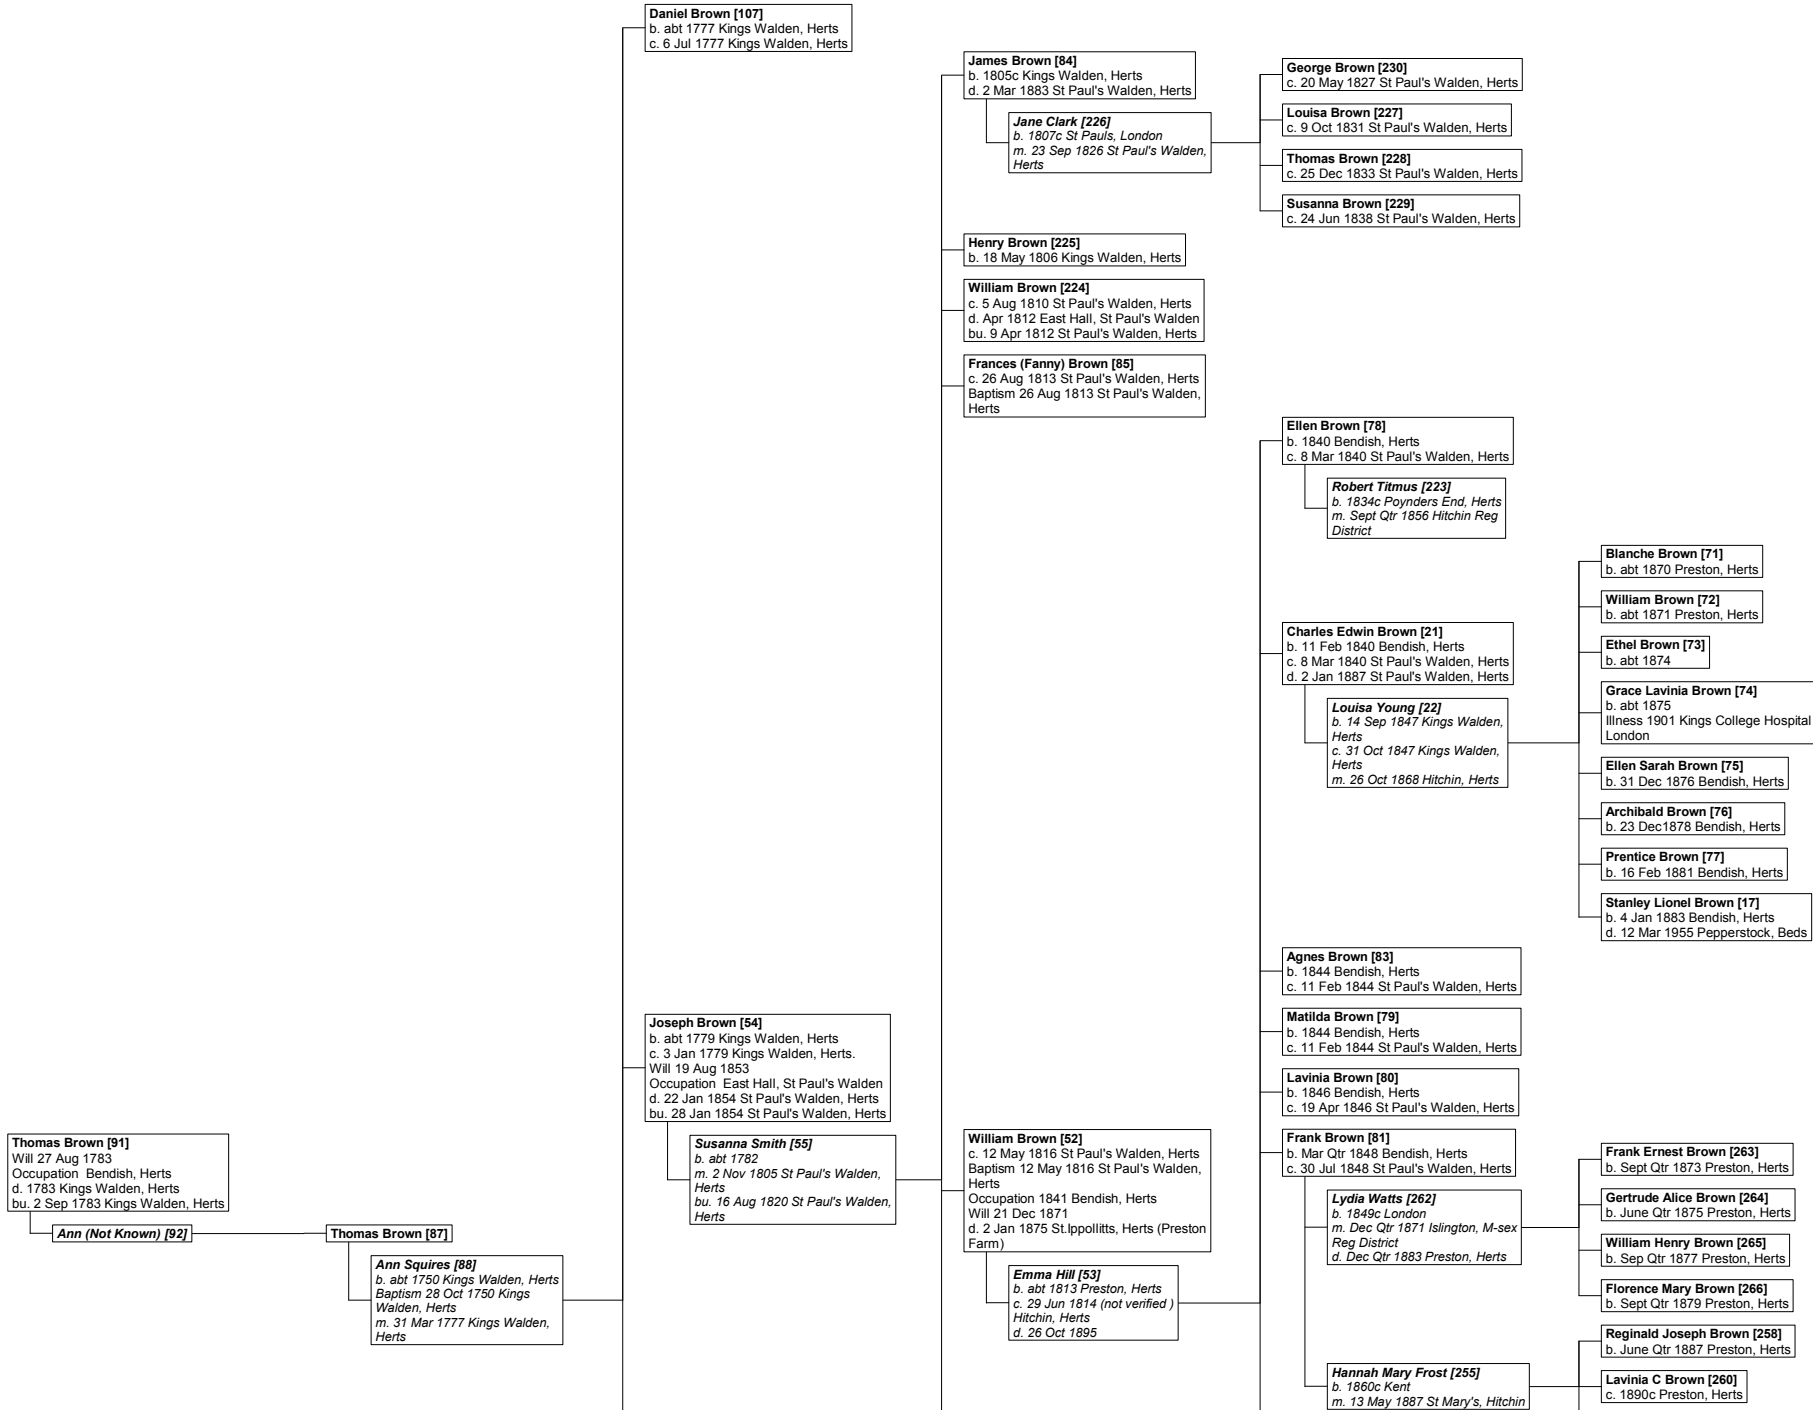 Daniel Brown [107]
b. abt 1777 Kings Walden, Herts
c. 6 Jul 1777 Kings Walden, Herts
James Brown [84]
b. 1805c Kings Walden, Herts
d. 2 Mar 1883 St Paul's Walden, Herts
Jane Clark [226]
b. 1807c St Pauls, London
m. 23 Sep 1826 St Paul's Walden,
Herts
George Brown [230]
c. 20 May 1827 St Paul's Walden, Herts
Louisa Brown [227]
c. 9 Oct 1831 St Paul's Walden, Herts
Thomas Brown [228]
c. 25 Dec 1833 St Paul's Walden, Herts
Susanna Brown [229]
c. 24 Jun 1838 St Paul's Walden, Herts
Henry Brown [225]
b. 18 May 1806 Kings Walden, Herts
William Brown [224]
c. 5 Aug 1810 St Paul's Walden, Herts
d. Apr 1812 East Hall, St Paul's Walden
bu. 9 Apr 1812 St Paul's Walden, Herts
Frances (Fanny) Brown [85]
c. 26 Aug 1813 St Paul's Walden, Herts
Baptism 26 Aug 1813 St Paul's Walden,
Herts
Ellen Brown [78]
b. 1840 Bendish, Herts
c. 8 Mar 1840 St Paul's Walden, Herts
Robert Titmus [223]
b. 1834c Poynders End, Herts
m. Sept Qtr 1856 Hitchin Reg
District
Charles Edwin Brown [21]
b. 11 Feb 1840 Bendish, Herts
c. 8 Mar 1840 St Paul's Walden, Herts
d. 2 Jan 1887 St Paul's Walden, Herts
Louisa Young [22]
b. 14 Sep 1847 Kings Walden,
Herts
c. 31 Oct 1847 Kings Walden,
Herts
m. 26 Oct 1868 Hitchin, Herts
Blanche Brown [71]
b. abt 1870 Preston, Herts
William Brown [72]
b. abt 1871 Preston, Herts
Ethel Brown [73]
b. abt 1874
Grace Lavinia Brown [74]
b. abt 1875
Illness 1901 Kings College Hospital
London
Ellen Sarah Brown [75]
b. 31 Dec 1876 Bendish, Herts
Archibald Brown [76]
b. 23 Dec1878 Bendish, Herts
Prentice Brown [77]
b. 16 Feb 1881 Bendish, Herts
Stanley Lionel Brown [17]
b. 4 Jan 1883 Bendish, Herts
d. 12 Mar 1955 Pepperstock, Beds
Agnes Brown [83]
b. 1844 Bendish, Herts
c. 11 Feb 1844 St Paul's Walden, Herts
Matilda Brown [79]
b. 1844 Bendish, Herts
c. 11 Feb 1844 St Paul's Walden, Herts
Lavinia Brown [80]
b. 1846 Bendish, Herts
c. 19 Apr 1846 St Paul's Walden, Herts
Joseph Brown [54]
b. abt 1779 Kings Walden, Herts
c. 3 Jan 1779 Kings Walden, Herts.
Will 19 Aug 1853
Occupation East Hall, St Paul's Walden
d. 22 Jan 1854 St Paul's Walden, Herts
bu. 28 Jan 1854 St Paul's Walden, Herts
Susanna Smith [55]
b. abt 1782
m. 2 Nov 1805 St Paul's Walden,
Herts
bu. 16 Aug 1820 St Paul's Walden,
Herts
Thomas Brown [91]
Will 27 Aug 1783
Occupation Bendish, Herts
d. 1783 Kings Walden, Herts
bu. 2 Sep 1783 Kings Walden, Herts
Ann (Not Known) [92]
Thomas Brown [87]
Ann Squires [88]
b. abt 1750 Kings Walden, Herts
Baptism 28 Oct 1750 Kings
Walden, Herts
m. 31 Mar 1777 Kings Walden,
Herts
William Brown [52]
c. 12 May 1816 St Paul's Walden, Herts
Baptism 12 May 1816 St Paul's Walden,
Herts
Occupation 1841 Bendish, Herts
Will 21 Dec 1871
d. 2 Jan 1875 St.Ippollitts, Herts (Preston
Farm)
Emma Hill [53]
b. abt 1813 Preston, Herts
c. 29 Jun 1814 (not verified )
Hitchin, Herts
d. 26 Oct 1895
Frank Brown [81]
b. Mar Qtr 1848 Bendish, Herts
c. 30 Jul 1848 St Paul's Walden, Herts
Lydia Watts [262]
b. 1849c London
m. Dec Qtr 1871 Islington, M-sex
Reg District
d. Dec Qtr 1883 Preston, Herts
Frank Ernest Brown [263]
b. Sept Qtr 1873 Preston, Herts
Gertrude Alice Brown [264]
b. June Qtr 1875 Preston, Herts
William Henry Brown [265]
b. Sep Qtr 1877 Preston, Herts
Florence Mary Brown [266]
b. Sept Qtr 1879 Preston, Herts
Hannah Mary Frost [255]
b. 1860c Kent
m. 13 May 1887 St Mary's, Hitchin
Reginald Joseph Brown [258]
b. June Qtr 1887 Preston, Herts
Lavinia C Brown [260]
c. 1890c Preston, Herts